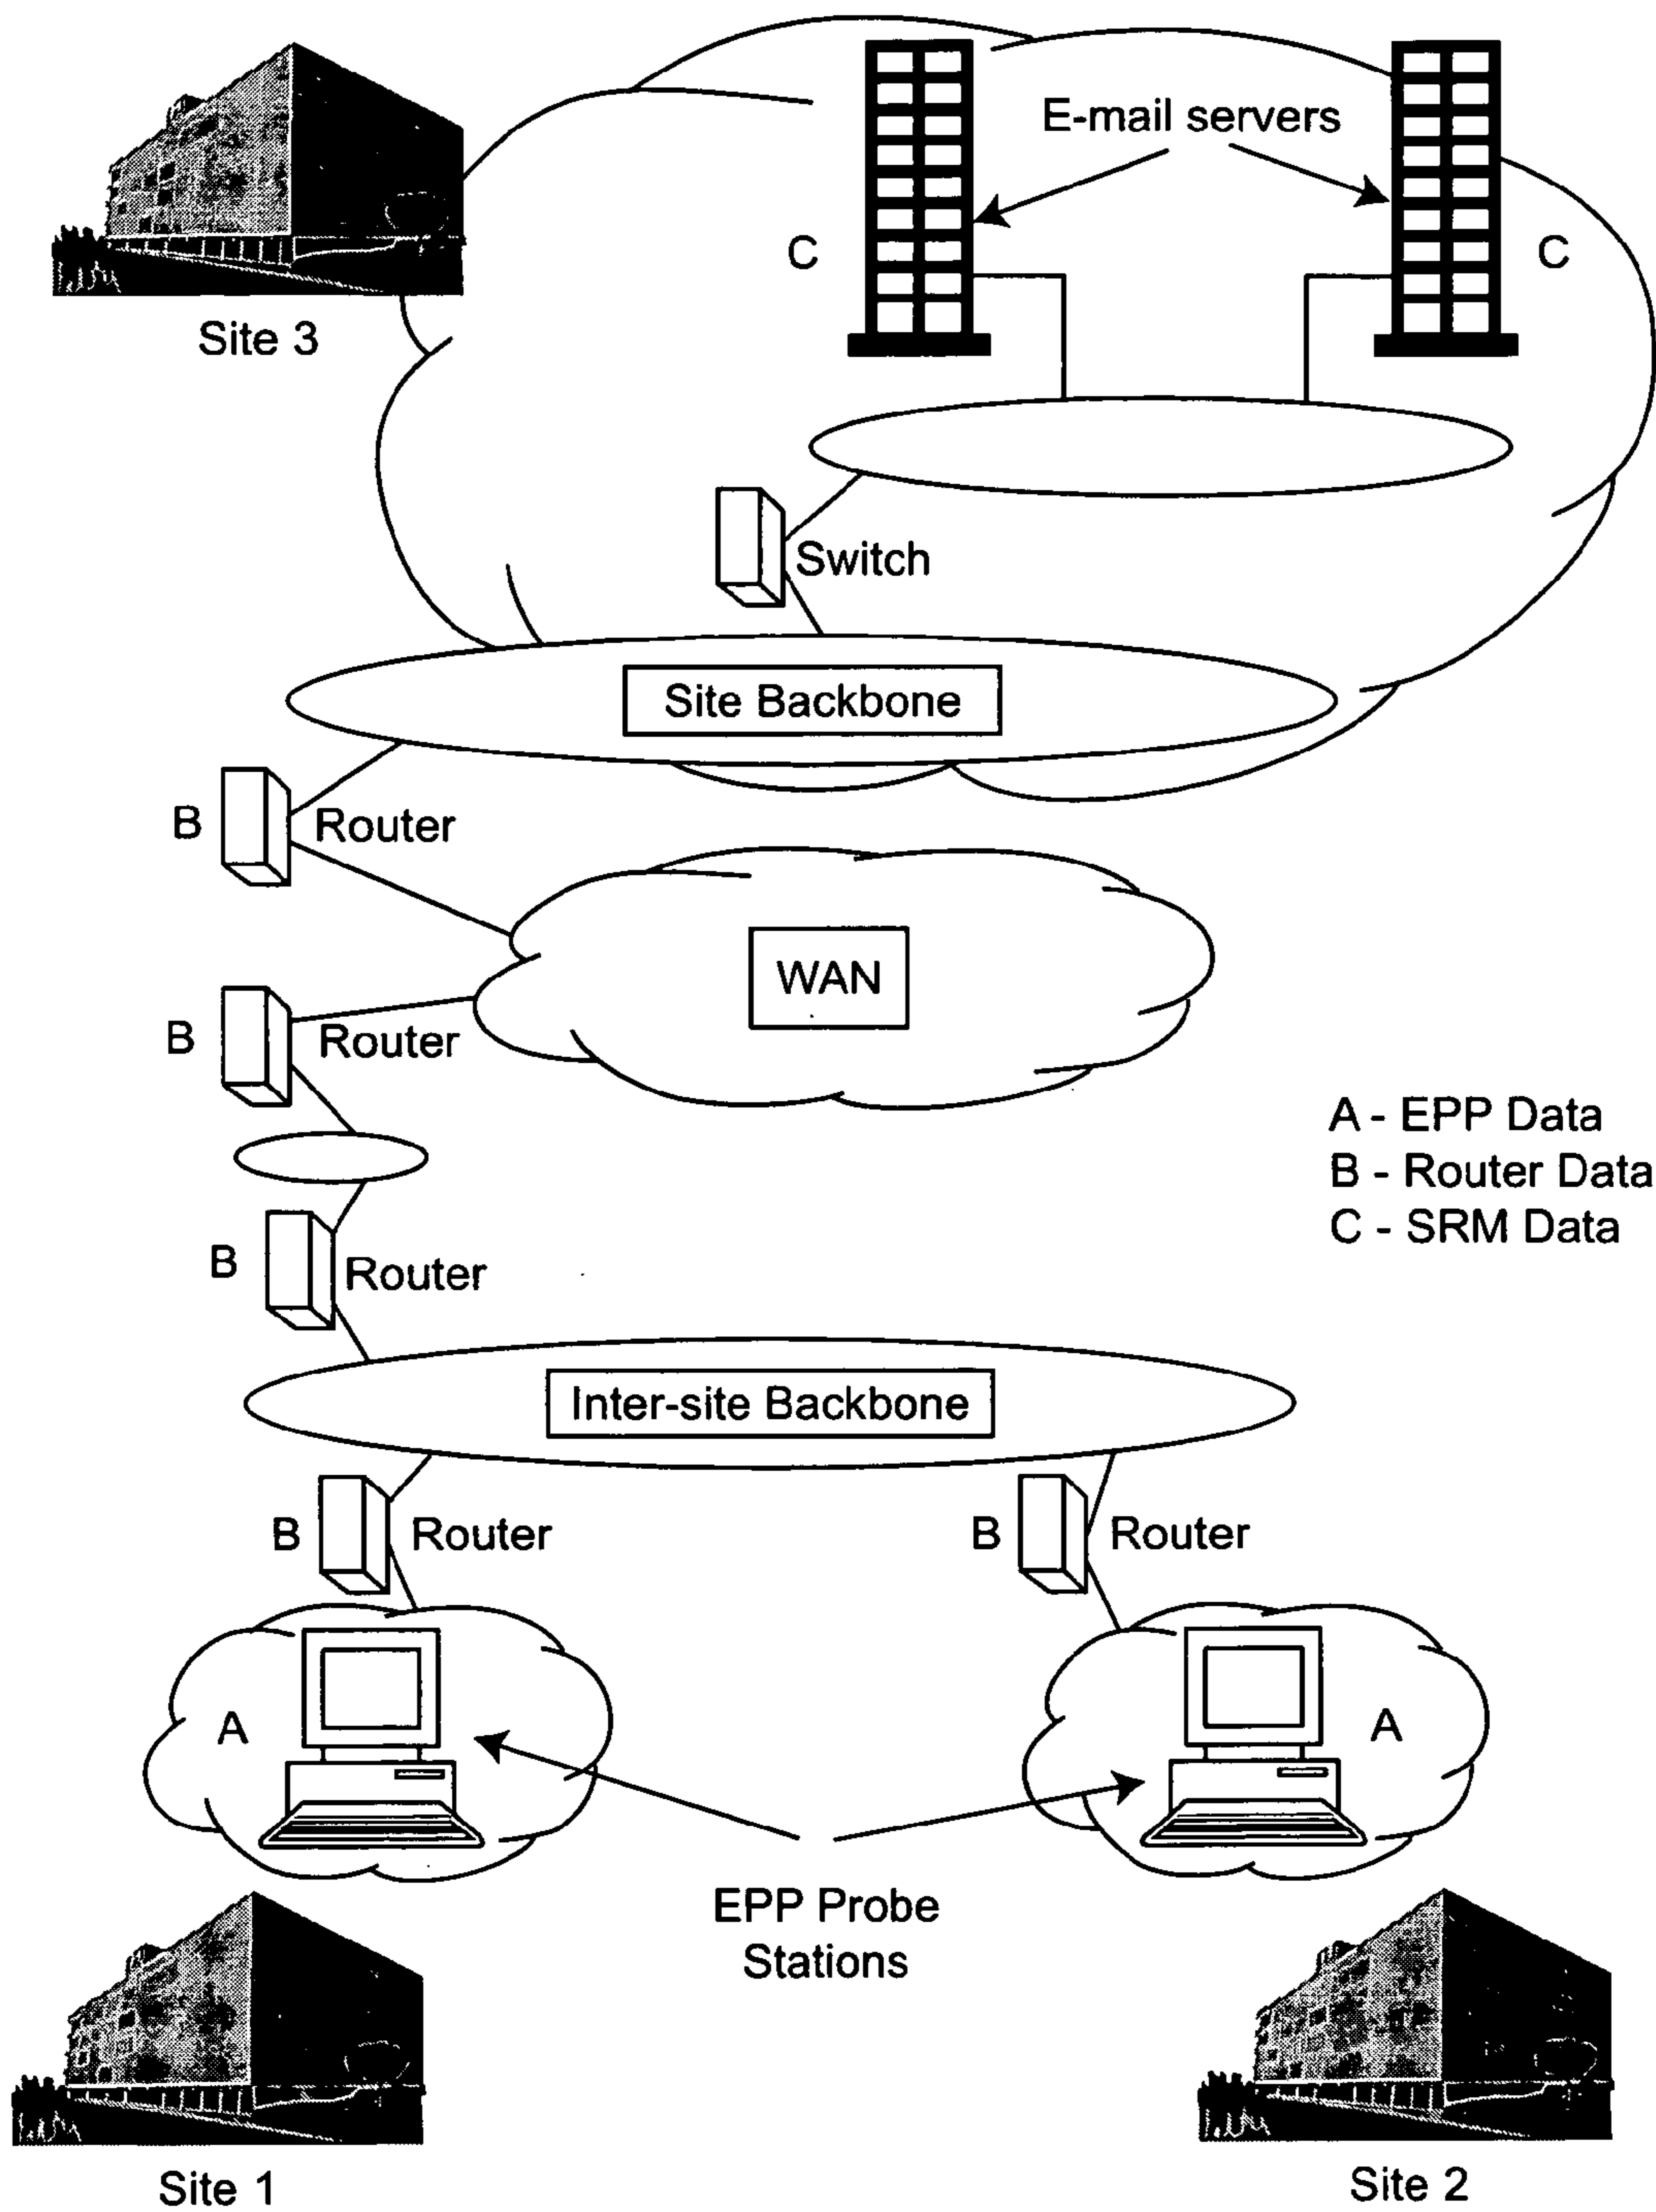 E-mail servers
C
C
Site 3
Switch
Site Backbone
B
Router
WAN
B
Router
A - EPP Data
B - Router Data
C - SRM Data
B
Router
Inter-site Backbone
B
Router
B
Router
A
A
EPP Probe
Stations
Site 1
Site 2